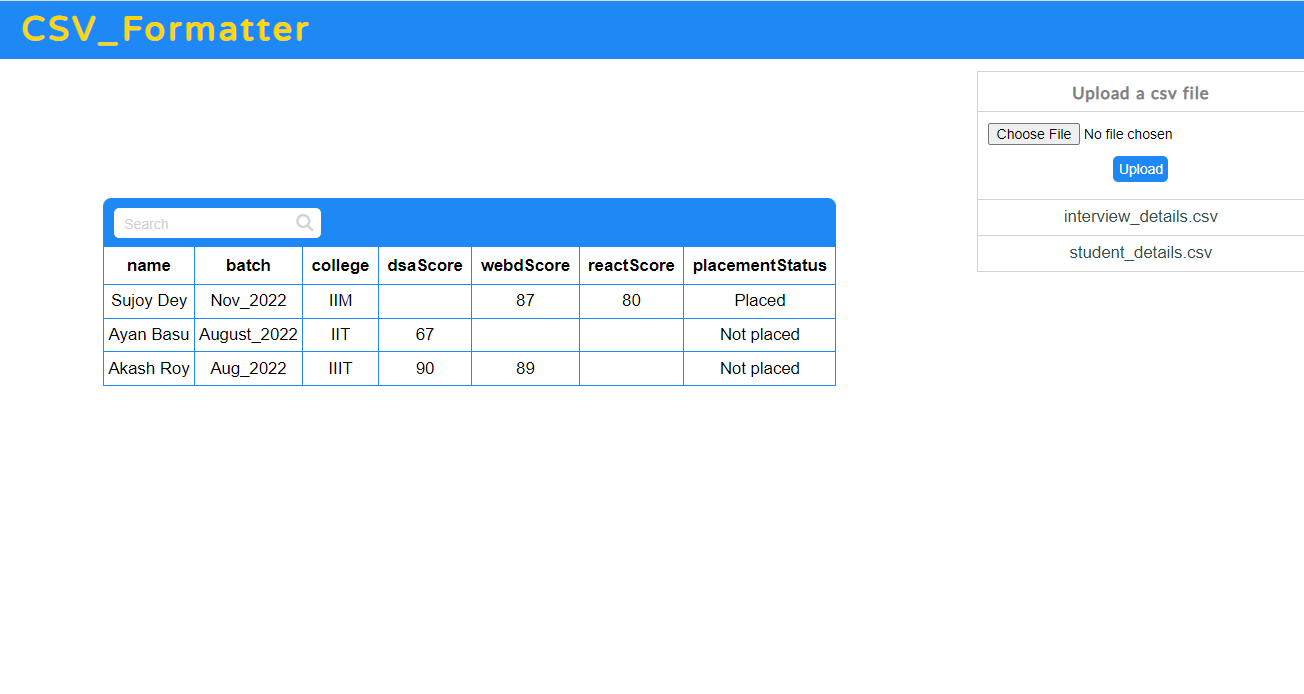 CSV_Formatter
Upload a csv file
Choose File No file chosen
Upload
interview_details.csv
student_details.csv
Search
name batch college dsaScore webdScore reactScore placementStatus
Sujoy Dey Nov_2022 IIM 87 80 Placed
Ayan Basu August_2022 IIT 67 Not placed
Akash Roy Aug_2022 IIIT 90 89 Not placed